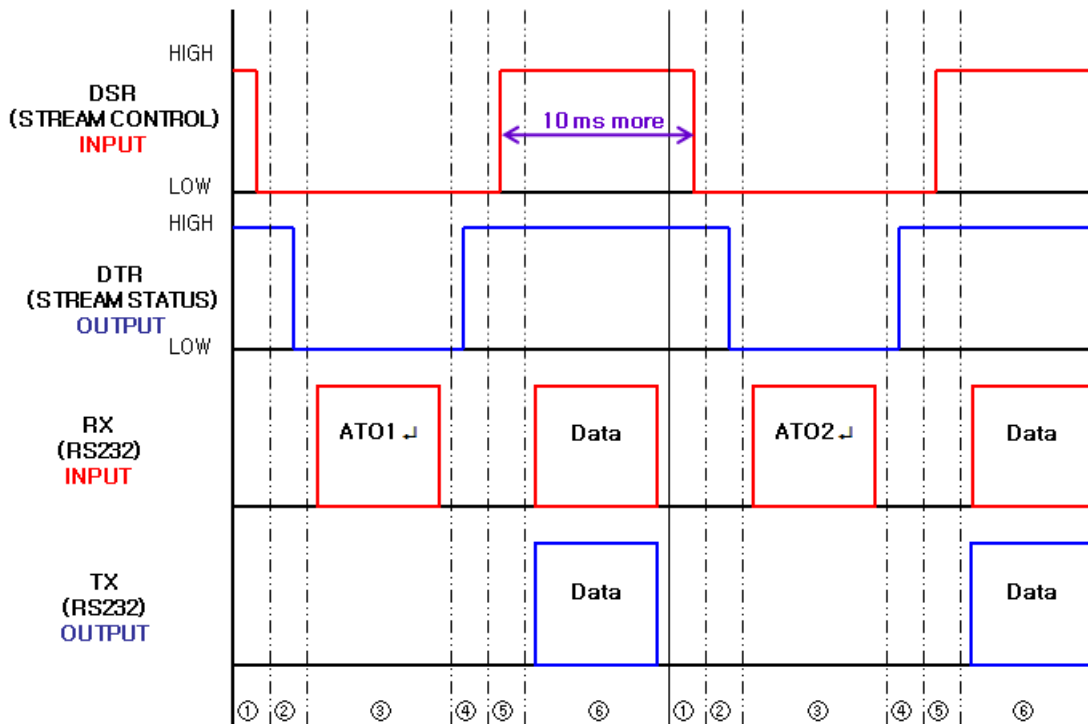 HIGH
DSR
(STREAM CONTROL)
INPUT
10 ms more
LOW
HIGH
DTR
(STREAM STATUS)
OUTPUT
LOW
RX
(RS232)
INPUT
ATO1 ↵
Data
ATO2 ↵
Data
TX
(RS232)
OUTPUT
Data
Data
① ② ③ ④ ⑤ ⑥ ① ② ③ ④ ⑤ ⑥